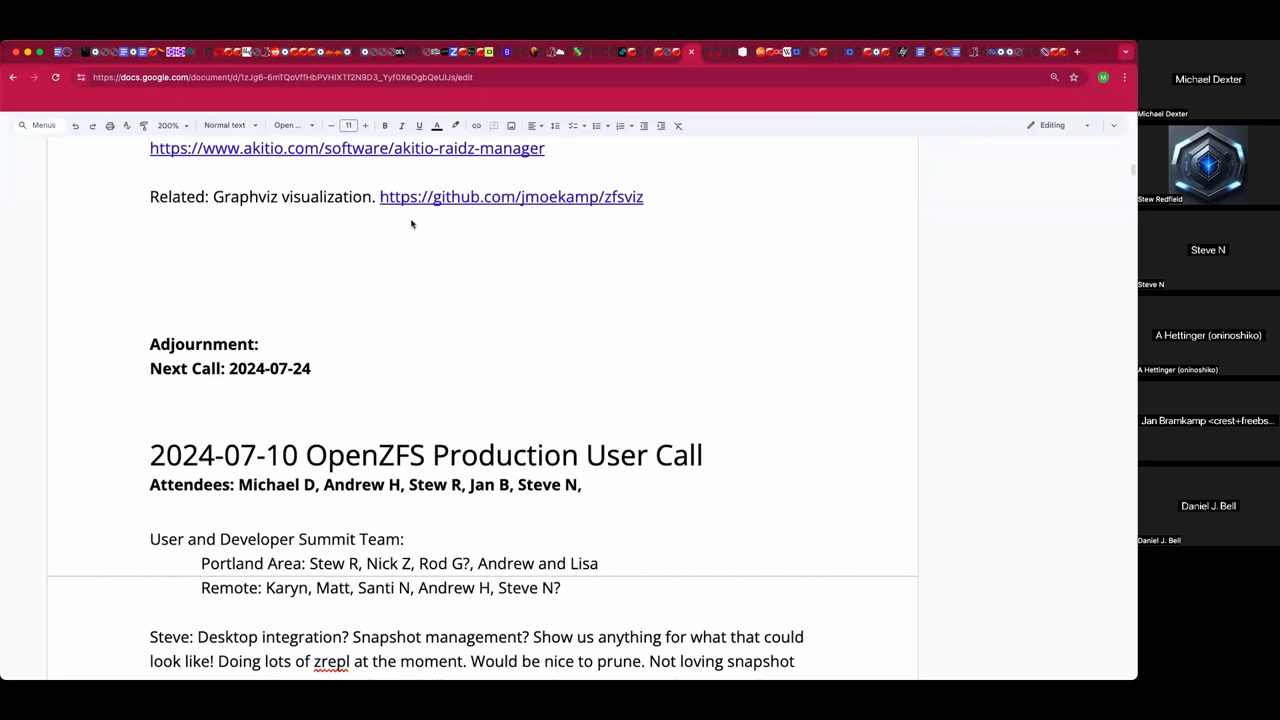 https://docs.google.com/document/d/1zJg6-6mTQoVffHbPVHIXTf2N9D3_Yyf0XeOgbQeUIJs/edit
M
Menus
200%
Normal text
Open ...
11
B
I
U
A
Editing
https://www.akitio.com/software/akitio-raidz-manager
Related: Graphviz visualization. https://github.com/jmoekamp/zfsviz
Adjournment:
Next Call: 2024-07-24
2024-07-10 OpenZFS Production User Call
Attendees: Michael D, Andrew H, Stew R, Jan B, Steve N,
User and Developer Summit Team:
Portland Area: Stew R, Nick Z, Rod G?, Andrew and Lisa
Remote: Karyn, Matt, Santi N, Andrew H, Steve N?
Steve: Desktop integration? Snapshot management? Show us anything for what that could
look like! Doing lots of zrepl at the moment. Would be nice to prune. Not loving snapshot
Michael Dexter
Michael Dexter
Stew Redfield
Steve N
Steve N
A Hettinger (oninoshiko)
A Hettinger (oninoshiko)
Jan Bramkamp <crest+freebs...
Daniel J. Bell
Daniel J. Bell